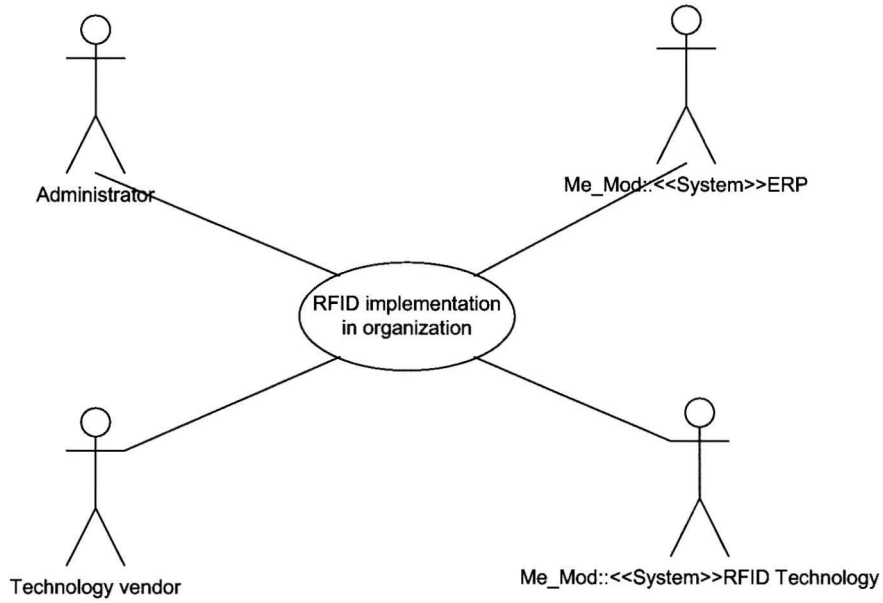 Administrator
Me_Mod::<<System>>ERP
RFID implementation
in organization
Technology vendor
Me_Mod::<<System>>RFID Technology